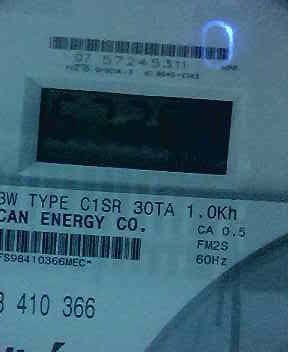 07 57245311
3W TYPE C1SR 30TA 1.0Kh
CAN ENERGY CO.
CA 0.5
FM2S
60Hz
FS98410366MEC*
8 410 366